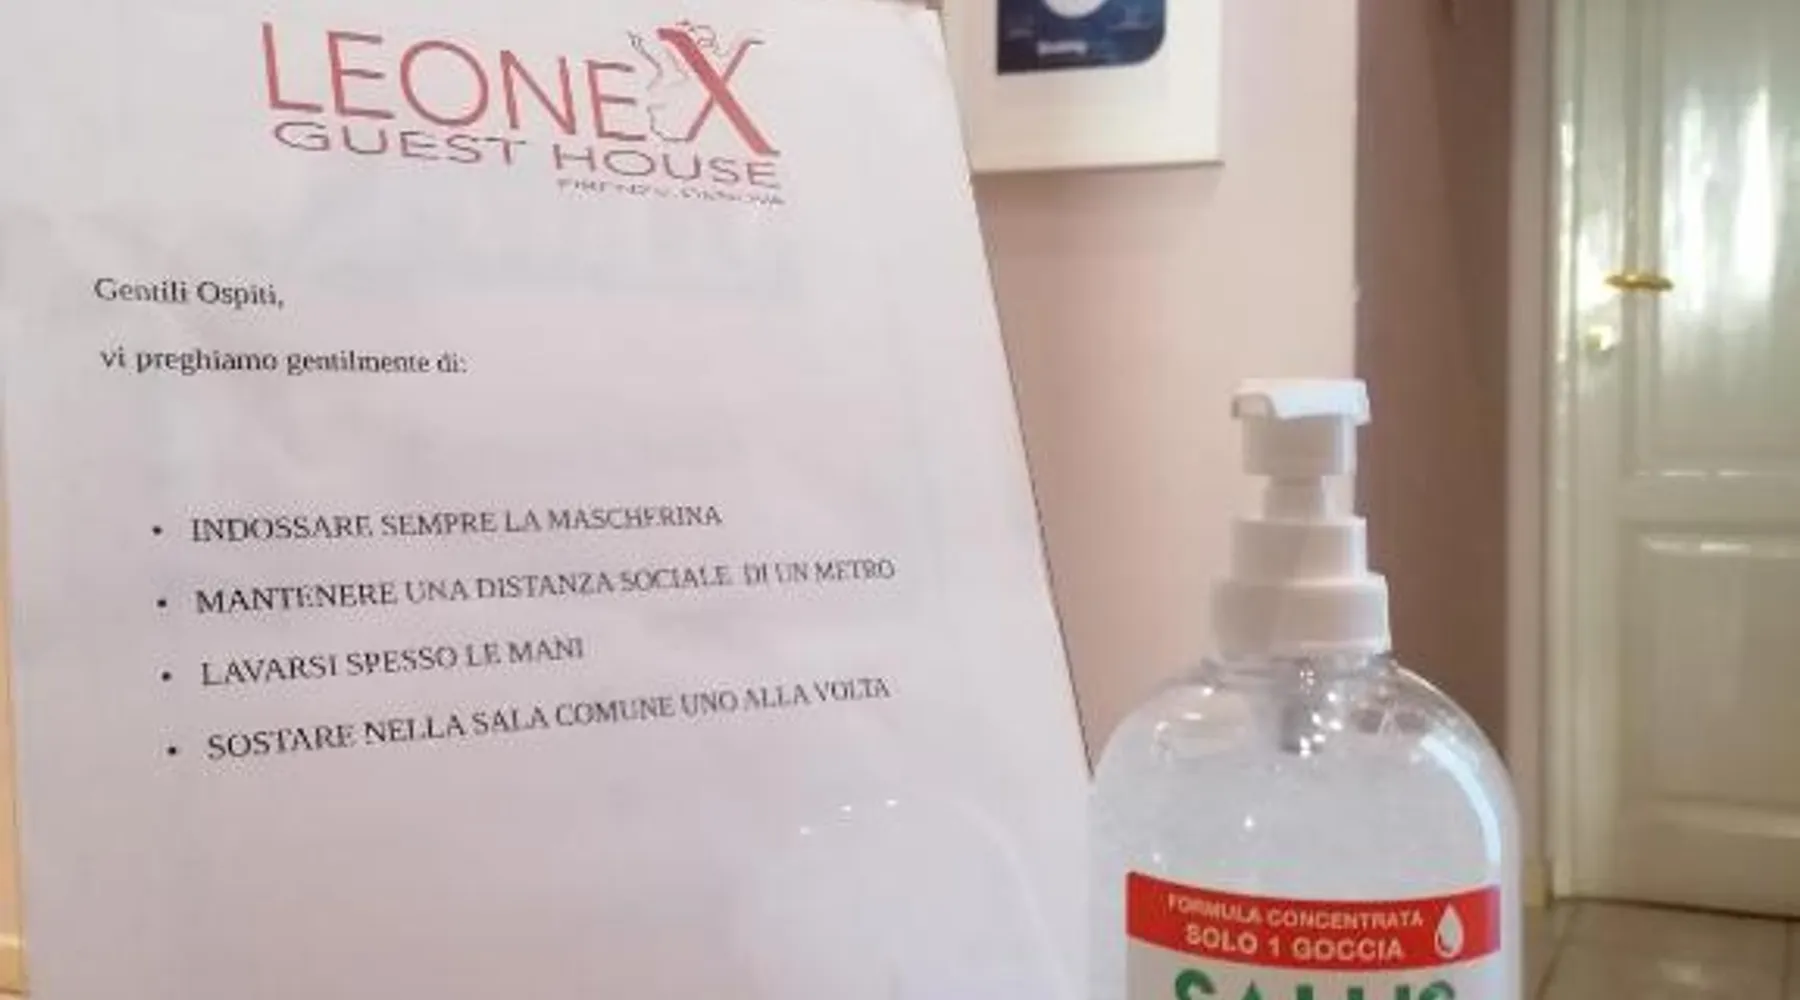 LEONE X
GUEST HOUSE
Gentili Ospiti,
vi preghiamo gentilmente di:
• INDOSSARE SEMPRE LA MASCHERINA
• MANTENERE UNA DISTANZA SOCIALE DI UN METRO
• LAVARSI SPESSO LE MANI
• SOSTARE NELLA SALA COMUNE UNO ALLA VOLTA
FORMULA CONCENTRATA
SOLO 1 GOCCIA